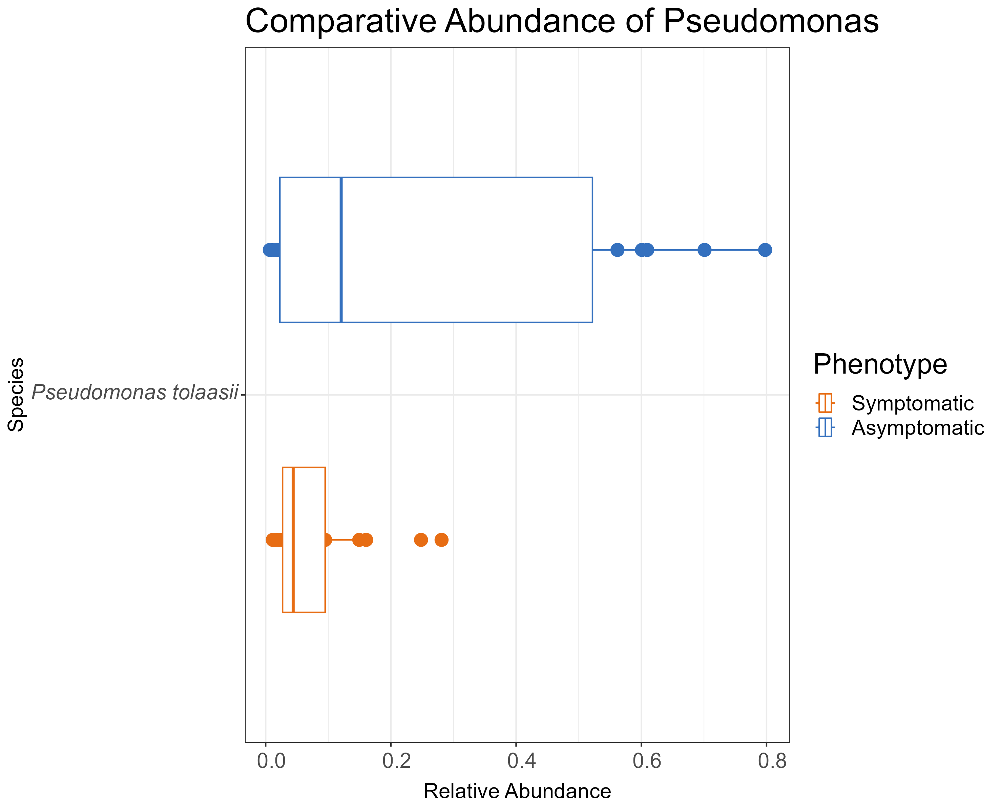 Comparative Abundance of Pseudomonas
Species
Pseudomonas tolaasii
Phenotype
Symptomatic
Asymptomatic
0.0 0.2 0.4 0.6 0.8
Relative Abundance